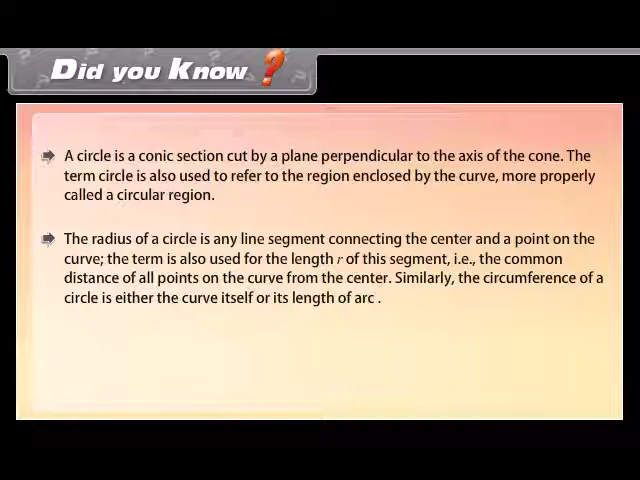 Did you Know ?
A circle is a conic section cut by a plane perpendicular to the axis of the cone. The
term circle is also used to refer to the region enclosed by the curve, more properly
called a circular region.
The radius of a circle is any line segment connecting the center and a point on the
curve; the term is also used for the length r of this segment, i.e., the common
distance of all points on the curve from the center. Similarly, the circumference of a
circle is either the curve itself or its length of arc .